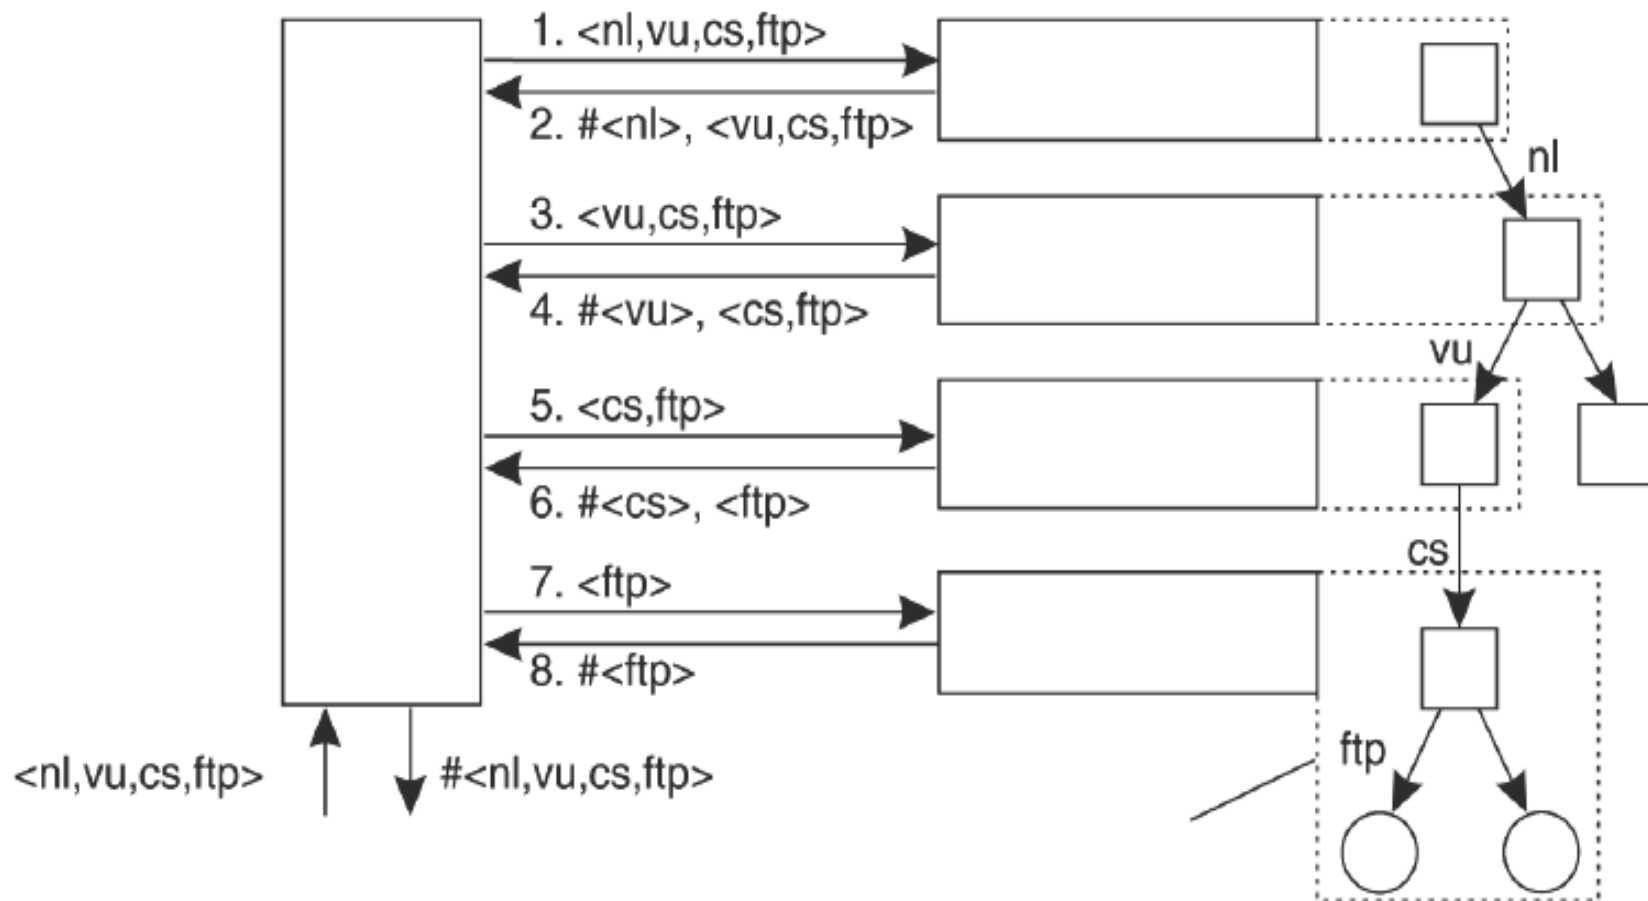 1. <nl,vu,cs,ftp>
2. #<nl>, <vu,cs,ftp>
nl
3. <vu,cs,ftp>
4. #<vu>, <cs,ftp>
vu
5. <cs,ftp>
6. #<cs>, <ftp>
cs
7. <ftp>
8. #<ftp>
ftp
<nl,vu,cs,ftp>
#<nl,vu,cs,ftp>